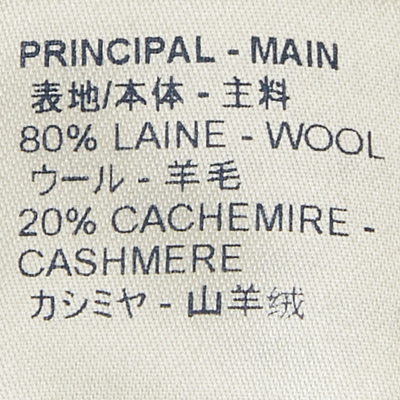 PRINCIPAL - MAIN
表地/本体 - 主料
80% LAINE - WOOL
ウール - 羊毛
20% CACHEMIRE -
CASHMERE
カシミヤ - 山羊绒